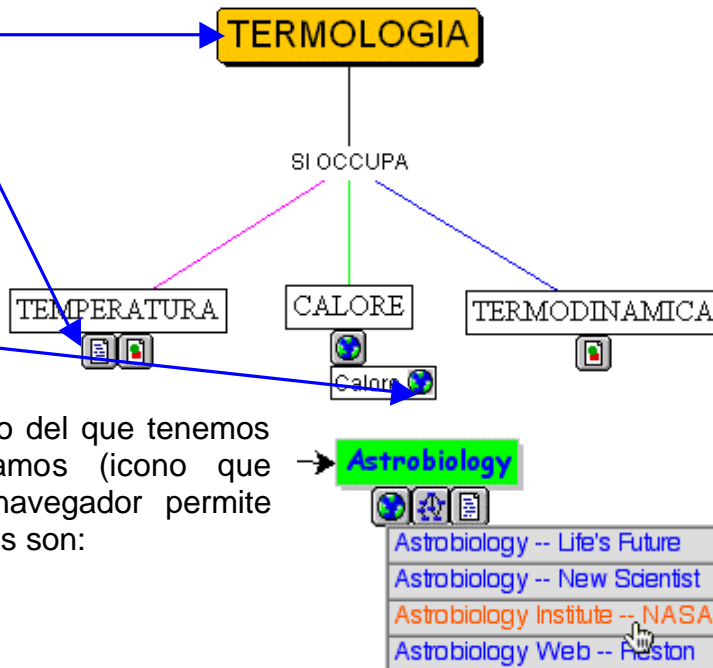 TERMOLOGIA
SI OCCUPA
TEMPERATURA
CALORE
TERMODINAMICA
Calore
o del que tenemos
amos (icono que
navegador permite
s son:
Astrobiology
Astrobiology -- Life's Future
Astrobiology -- New Scientist
Astrobiology Institute -- NASA
Astrobiology Web -- Reston